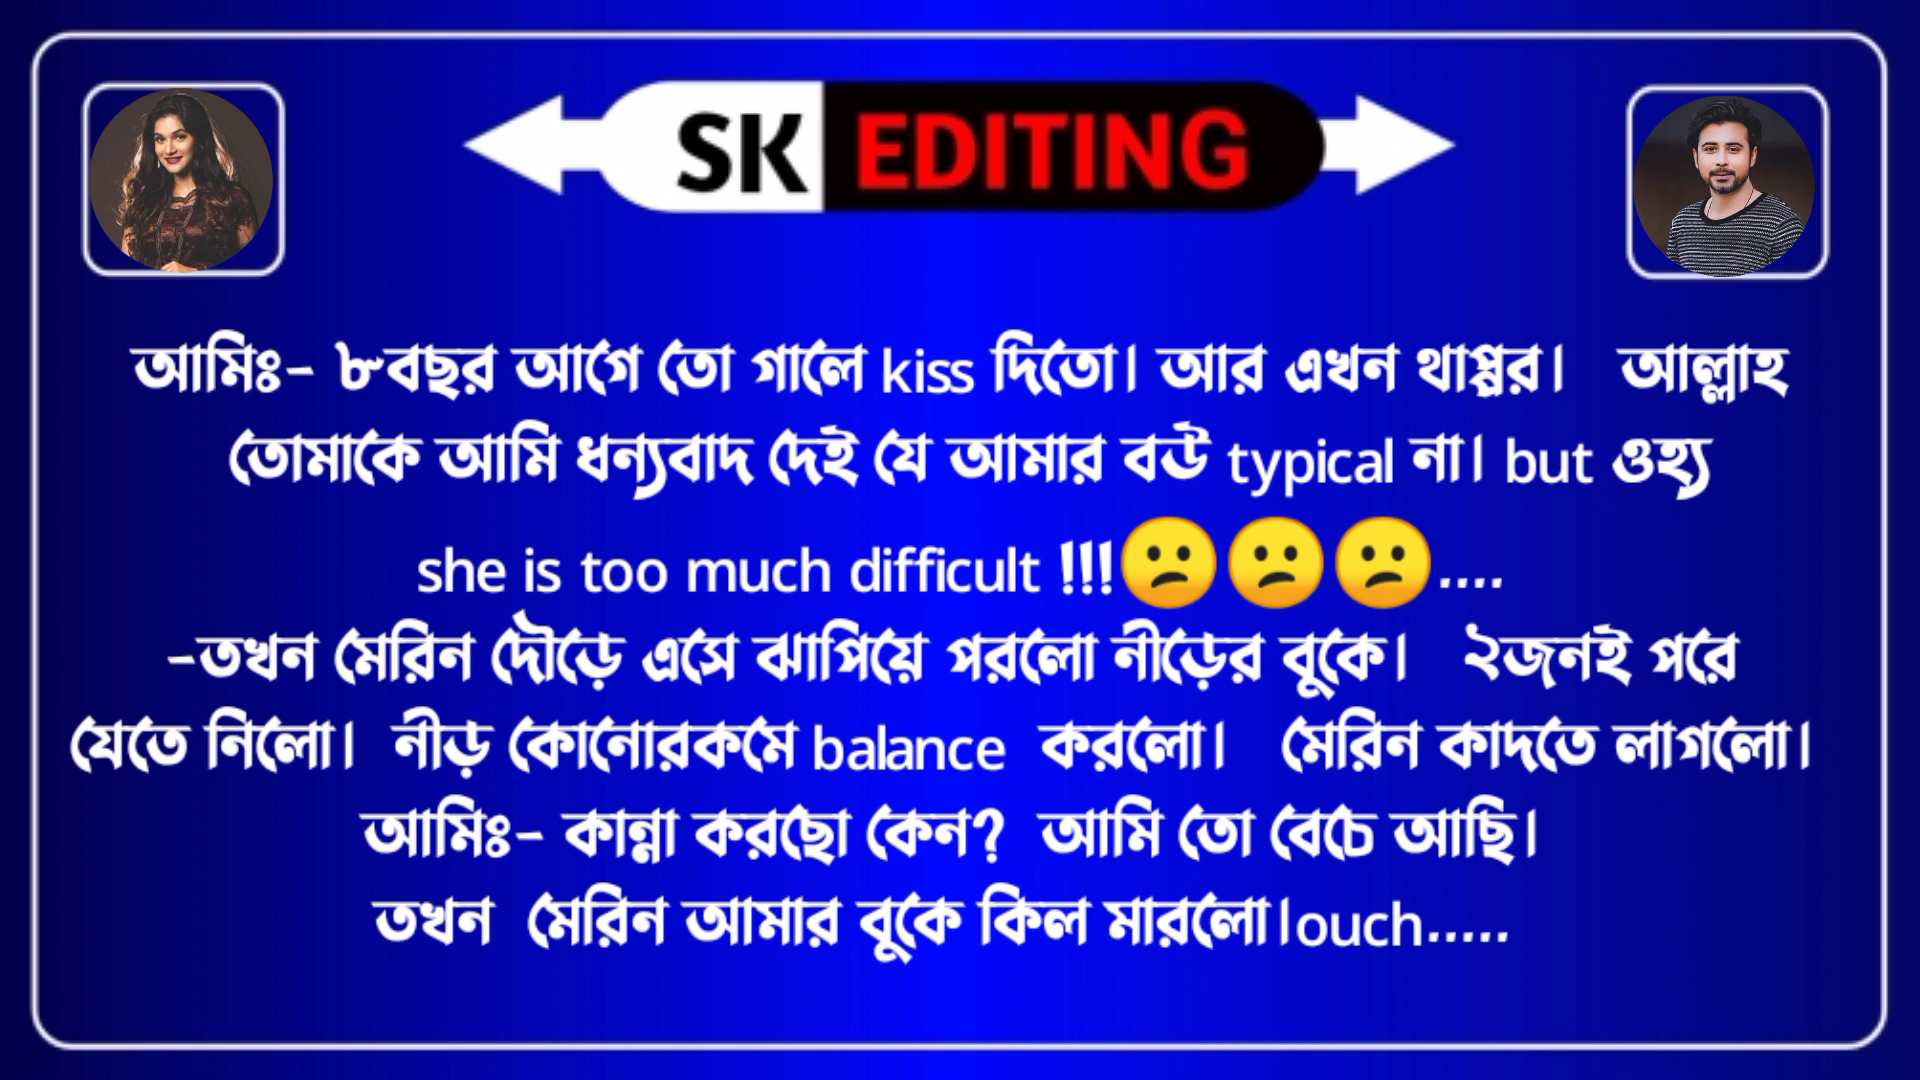 SK EDITING
আমিঃ- ৮বছর আগে তো গালে kiss দিতো। আর এখন থাপ্পর। আল্লাহ
তোমাকে আমি ধন্যবাদ দেই যে আমার বউ typical না। but ওহ্য
she is too much difficult !!!😕😕😕....
-তখন মেরিন দৌড়ে এসে ঝাপিয়ে পরলো নীড়ের বুকে। ২জনই পরে
যেতে নিলো। নীড় কোনোরকমে balance করলো। মেরিন কাদতে লাগলো।
আমিঃ- কান্না করছো কেন? আমি তো বেচে আছি।
তখন মেরিন আমার বুকে কিল মারলো।ouch.....